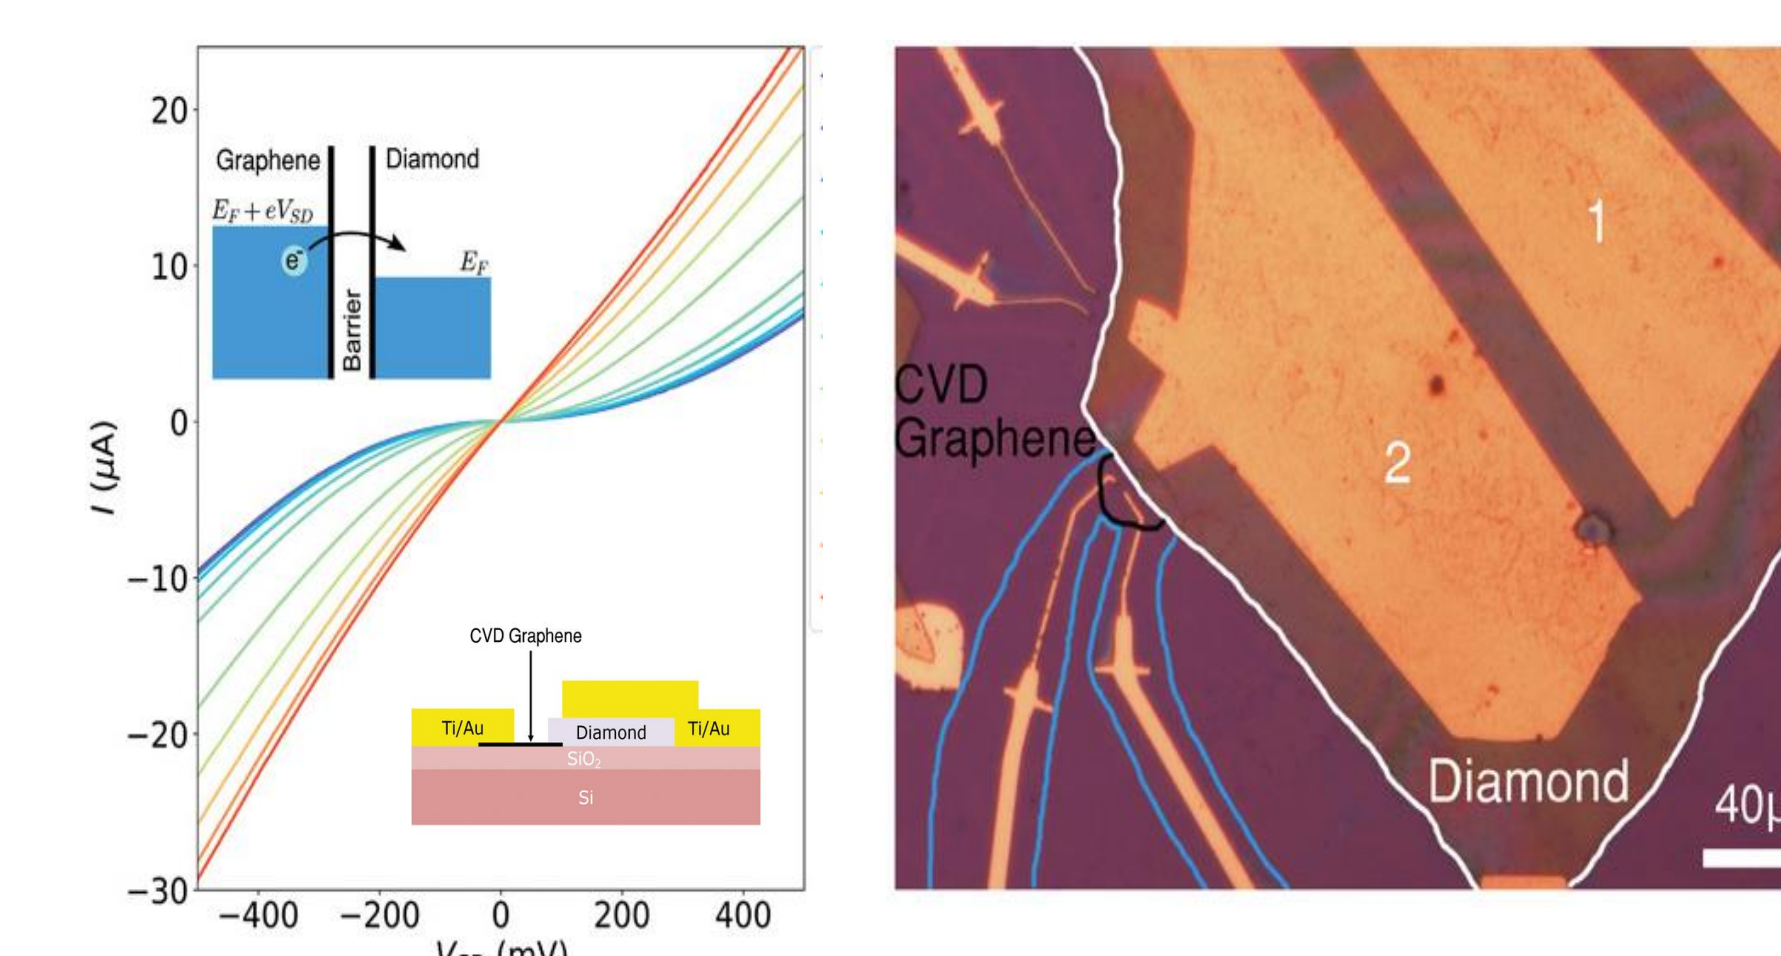 20
10
0
−10
−20
−30
I (μA)
Graphene
Diamond
E_F + eV_SD
e⁻
E_F
Barrier
CVD Graphene
Ti/Au
Diamond
Ti/Au
SiO₂
Si
−400 −200 0 200 400
(mV)
CVD
Graphene
1
2
Diamond
40μ